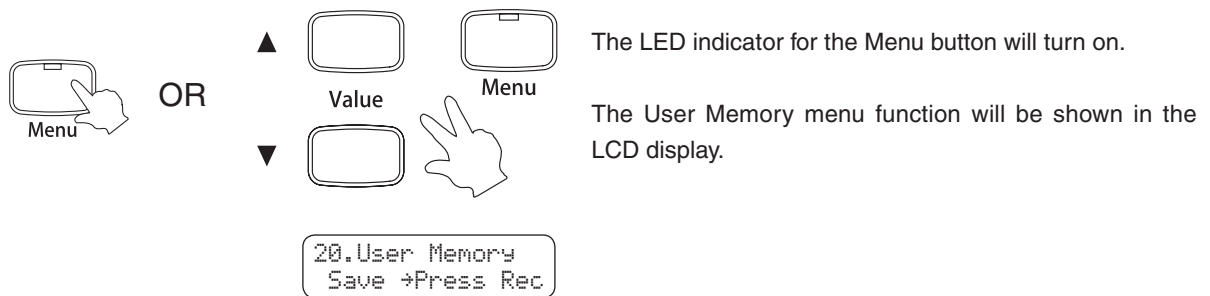 Menu
OR
▲
Value
▼
Menu
The LED indicator for the Menu button will turn on.
The User Memory menu function will be shown in the
LCD display.
20.User Memory
Save →Press Rec